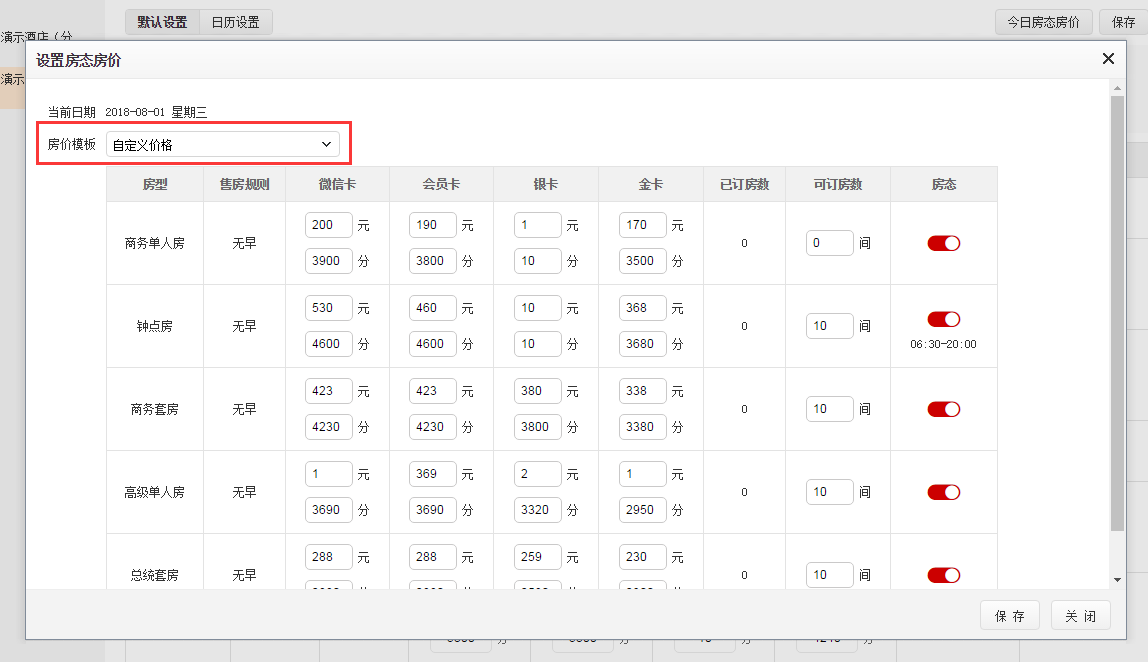 默认设置 日历设置 今日房态房价 保存
演示酒店（分
演示
设置房态房价
当前日期 2018-08-01 星期三
房价模板 自定义价格
房型 售房规则 微信卡 会员卡 银卡 金卡 已订房数 可订房数 房态
200 元 190 元 1 元 170 元
商务单人房 无早 0 0 间
3900 分 3800 分 10 分 3500 分
530 元 460 元 10 元 368 元
钟点房 无早 0 10 间
4600 分 4600 分 10 分 3680 分 06:30-20:00
423 元 423 元 380 元 338 元
商务套房 无早 0 10 间
4230 分 4230 分 3800 分 3380 分
1 元 369 元 2 元 1 元
高级单人房 无早 0 10 间
3690 分 3690 分 3320 分 2950 分
288 元 288 元 259 元 230 元
总统套房 无早 0 10 间
保 存 关 闭